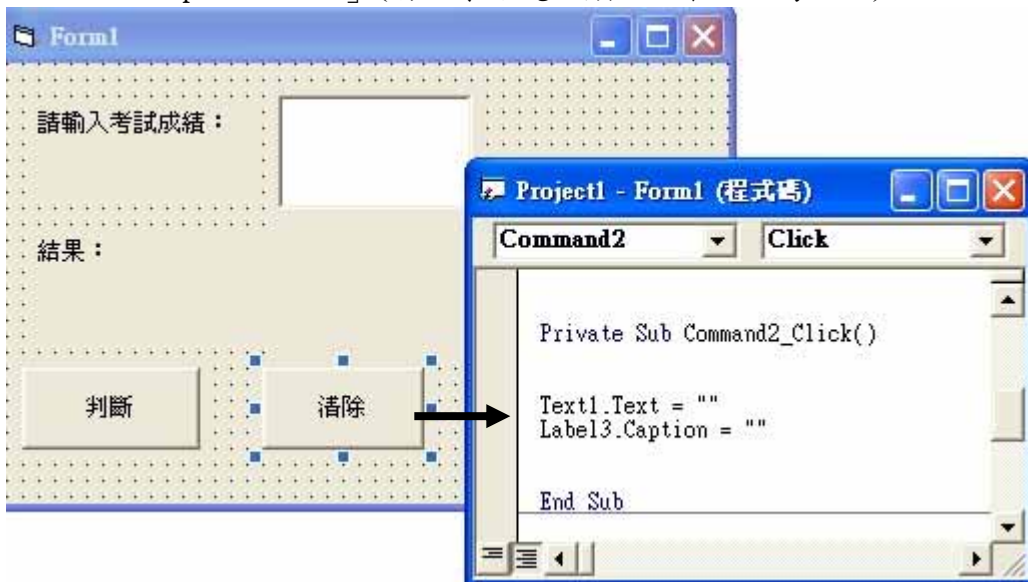 Form1
請輸入考試成績：
結果：
判斷
清除
Project1 - Form1 (程式碼)
Command2
Click
Private Sub Command2_Click()
Text1.Text = ""
Label3.Caption = ""
End Sub